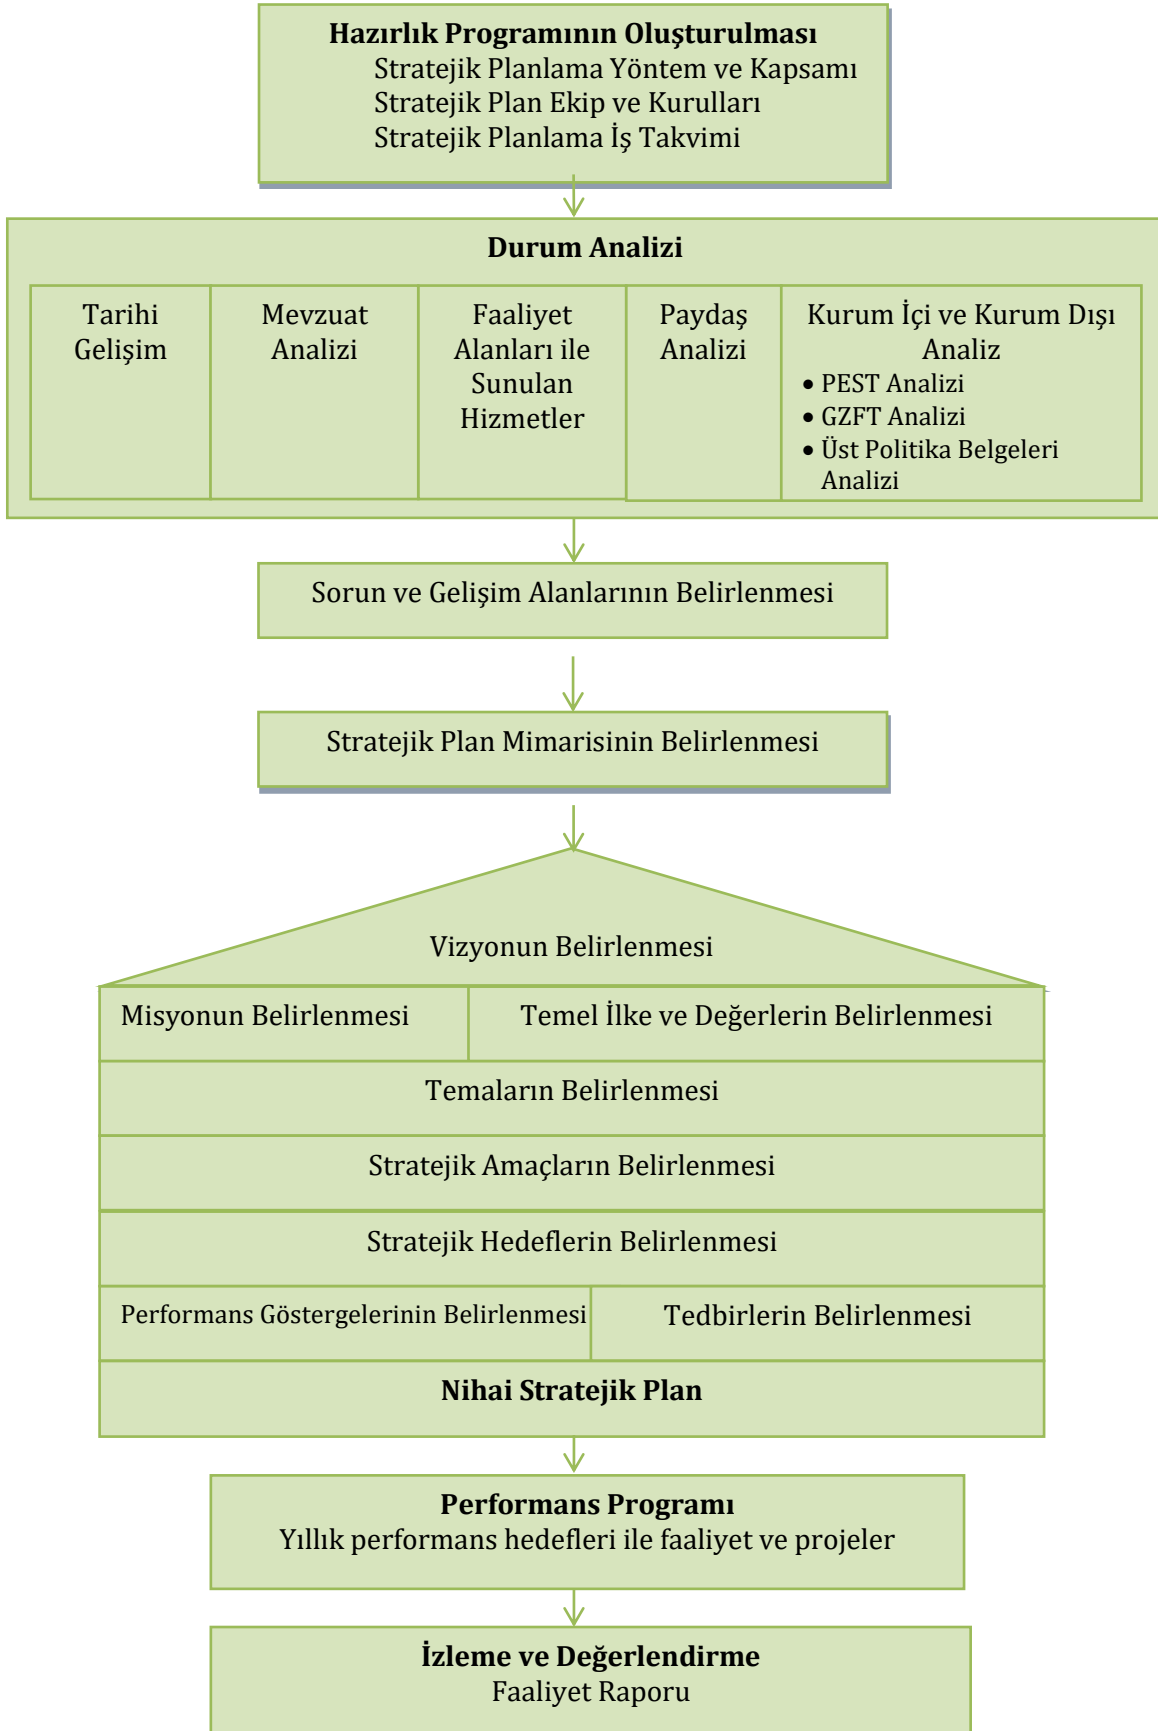 Hazırlık Programının Oluşturulması
Stratejik Planlama Yöntem ve Kapsamı
Stratejik Plan Ekip ve Kurulları
Stratejik Planlama İş Takvimi
Durum Analizi
Tarihi
Gelişim
Mevzuat
Analizi
Faaliyet
Alanları ile
Sunulan
Hizmetler
Paydaş
Analizi
Kurum İçi ve Kurum Dışı
Analiz
• PEST Analizi
• GZFT Analizi
• Üst Politika Belgeleri
Analizi
Sorun ve Gelişim Alanlarının Belirlenmesi
Stratejik Plan Mimarisinin Belirlenmesi
Vizyonun Belirlenmesi
Misyonun Belirlenmesi
Temel İlke ve Değerlerin Belirlenmesi
Temaların Belirlenmesi
Stratejik Amaçların Belirlenmesi
Stratejik Hedeflerin Belirlenmesi
Performans Göstergelerinin Belirlenmesi
Tedbirlerin Belirlenmesi
Nihai Stratejik Plan
Performans Programı
Yıllık performans hedefleri ile faaliyet ve projeler
İzleme ve Değerlendirme
Faaliyet Raporu